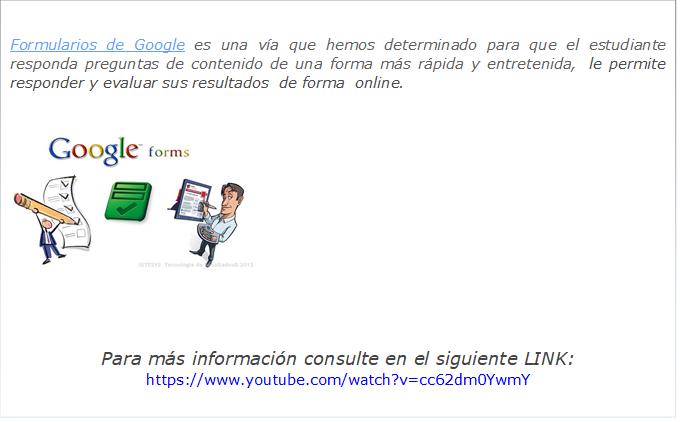 Formularios de Google es una vía que hemos determinado para que el estudiante
responda preguntas de contenido de una forma más rápida y entretenida, le permite
responder y evaluar sus resultados de forma online.
Google™ forms
Para más información consulte en el siguiente LINK:
https://www.youtube.com/watch?v=cc62dm0YwmY